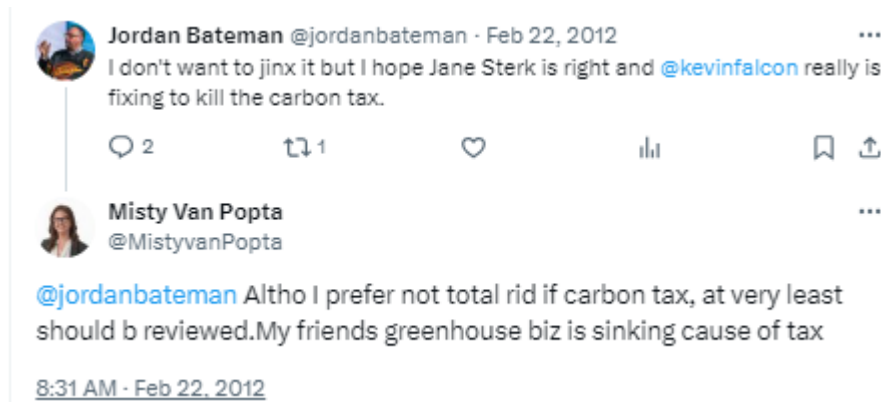 Jordan Bateman @jordanbateman · Feb 22, 2012
I don't want to jinx it but I hope Jane Sterk is right and @kevinfalcon really is
fixing to kill the carbon tax.
2 1
Misty Van Popta
@MistyvanPopta
@jordanbateman Altho I prefer not total rid if carbon tax, at very least
should b reviewed.My friends greenhouse biz is sinking cause of tax
8:31 AM · Feb 22, 2012